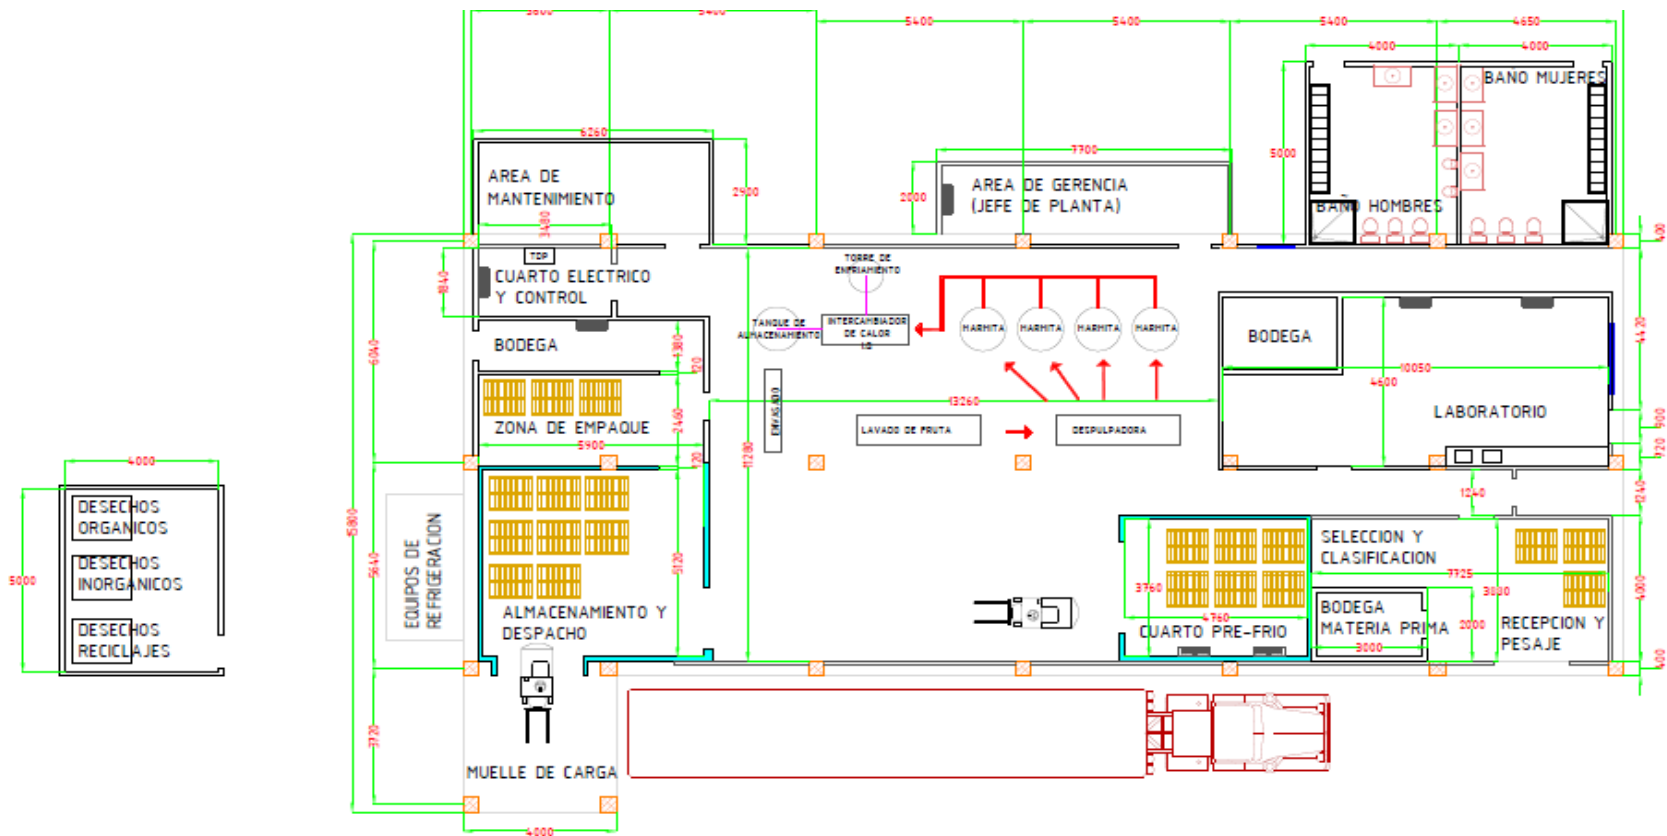 3800
5400
5400
5400
5400
4650
4000
4000
BAÑO MUJERES
6260
7700
5000
AREA DE
MANTENIMIENTO
2900
2000
AREA DE GERENCIA
(JEFE DE PLANTA)
3480
BAÑO HOMBRES
400
TDP
CUARTO ELECTRICO
Y CONTROL
1840
TORRE DE
ENFRIAMIENTO
TANQUE DE
ALMACENAMIENTO
INTERCAMBIADOR
DE CALOR
MARMITA
MARMITA
MARMITA
MARMITA
BODEGA
4420
BODEGA
1380
120
6040
10050
4600
ENVASADO
13260
ZONA DE EMPAQUE
2460
5900
LAVADO DE FRUTA
DESPULPADORA
LABORATORIO
900
720
120
11280
4000
1240
1240
DESECHOS
ORGANICOS
DESECHOS
INORGANICOS
DESECHOS
RECICLAJES
5000
15800
5640
EQUIPOS DE
REFRIGERACION
5120
ALMACENAMIENTO Y
DESPACHO
3760
4760
CUARTO PRE-FRIO
SELECCION Y
CLASIFICACION
7725
BODEGA
MATERIA PRIMA
2000
3000
RECEPCION Y
PESAJE
4000
400
3720
MUELLE DE CARGA
4000